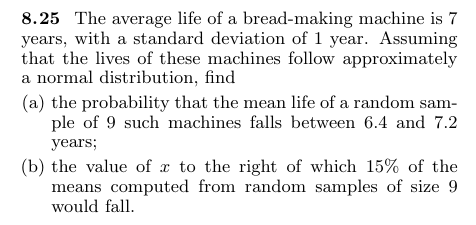 8.25 The average life of a bread-making machine is 7
years, with a standard deviation of 1 year. Assuming
that the lives of these machines follow approximately
a normal distribution, find
(a) the probability that the mean life of a random sam-
ple of 9 such machines falls between 6.4 and 7.2
years;
(b) the value of x to the right of which 15% of the
means computed from random samples of size 9
would fall.